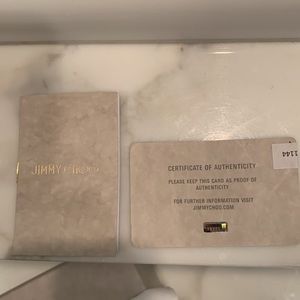 JIMMY CHOO
CERTIFICATE OF AUTHENTICITY
PLEASE KEEP THIS CARD AS PROOF OF
AUTHENTICITY
FOR FURTHER INFORMATION VISIT
JIMMYCHOO.COM
1144